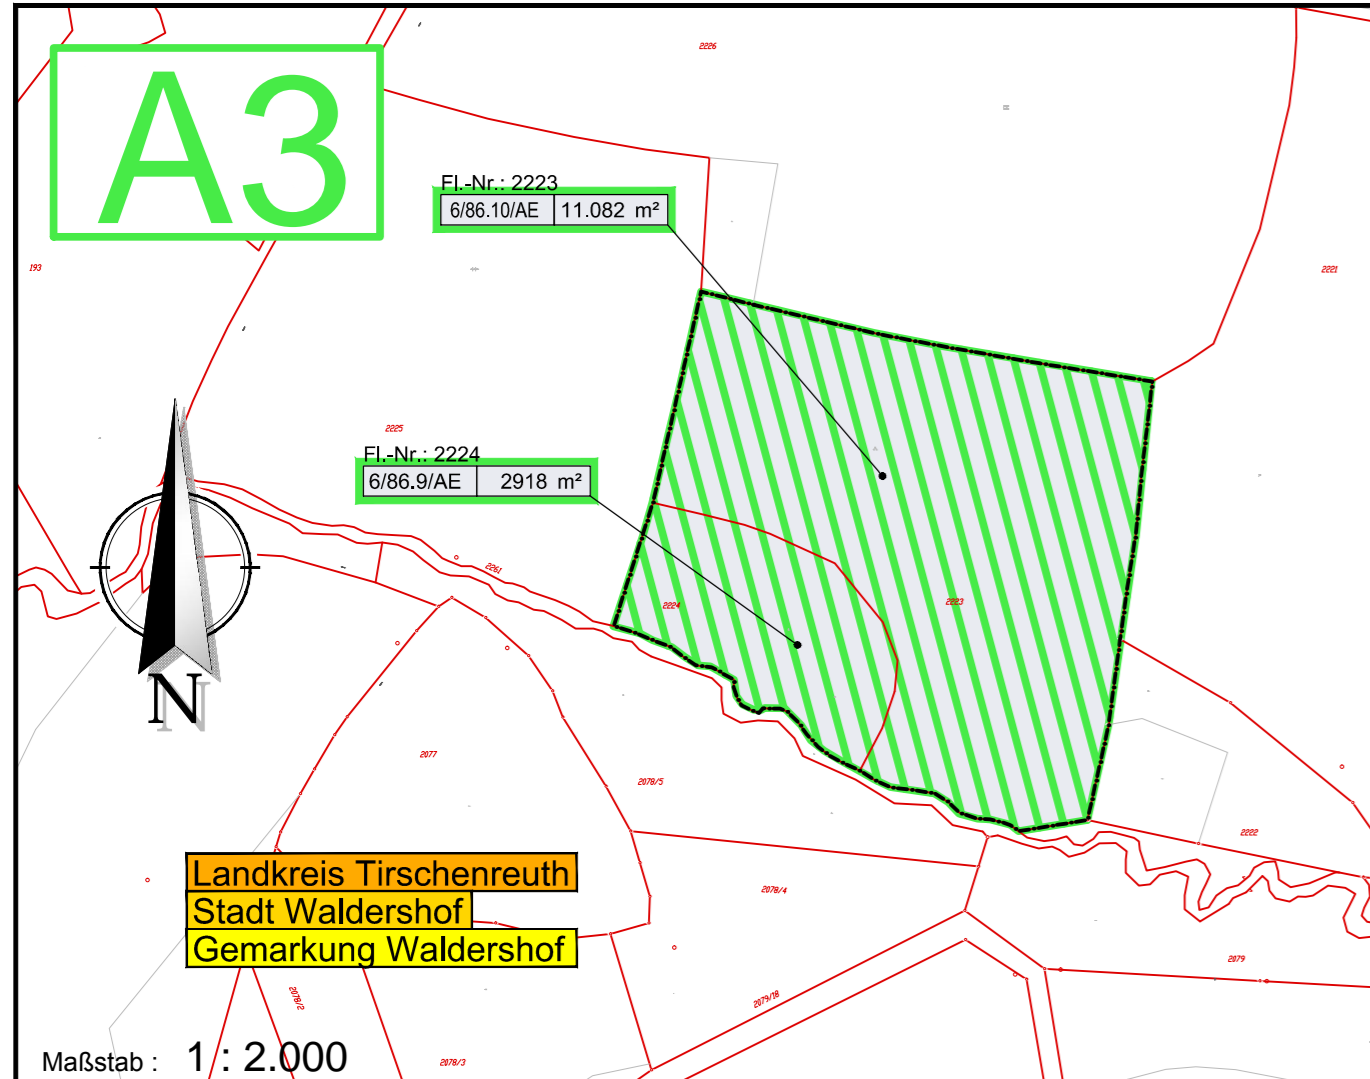 A3
2226
Fl.-Nr.: 2223
6/86.10/AE 11.082 m²
193
2221
2225
Fl.-Nr.: 2224
6/86.9/AE 2918 m²
2261
2224
2223
N
2077
2078/5
2222
Landkreis Tirschenreuth
Stadt Waldershof
Gemarkung Waldershof
2078/4
2079
2078/2
2079/18
Maßstab : 1 : 2.000
2078/3